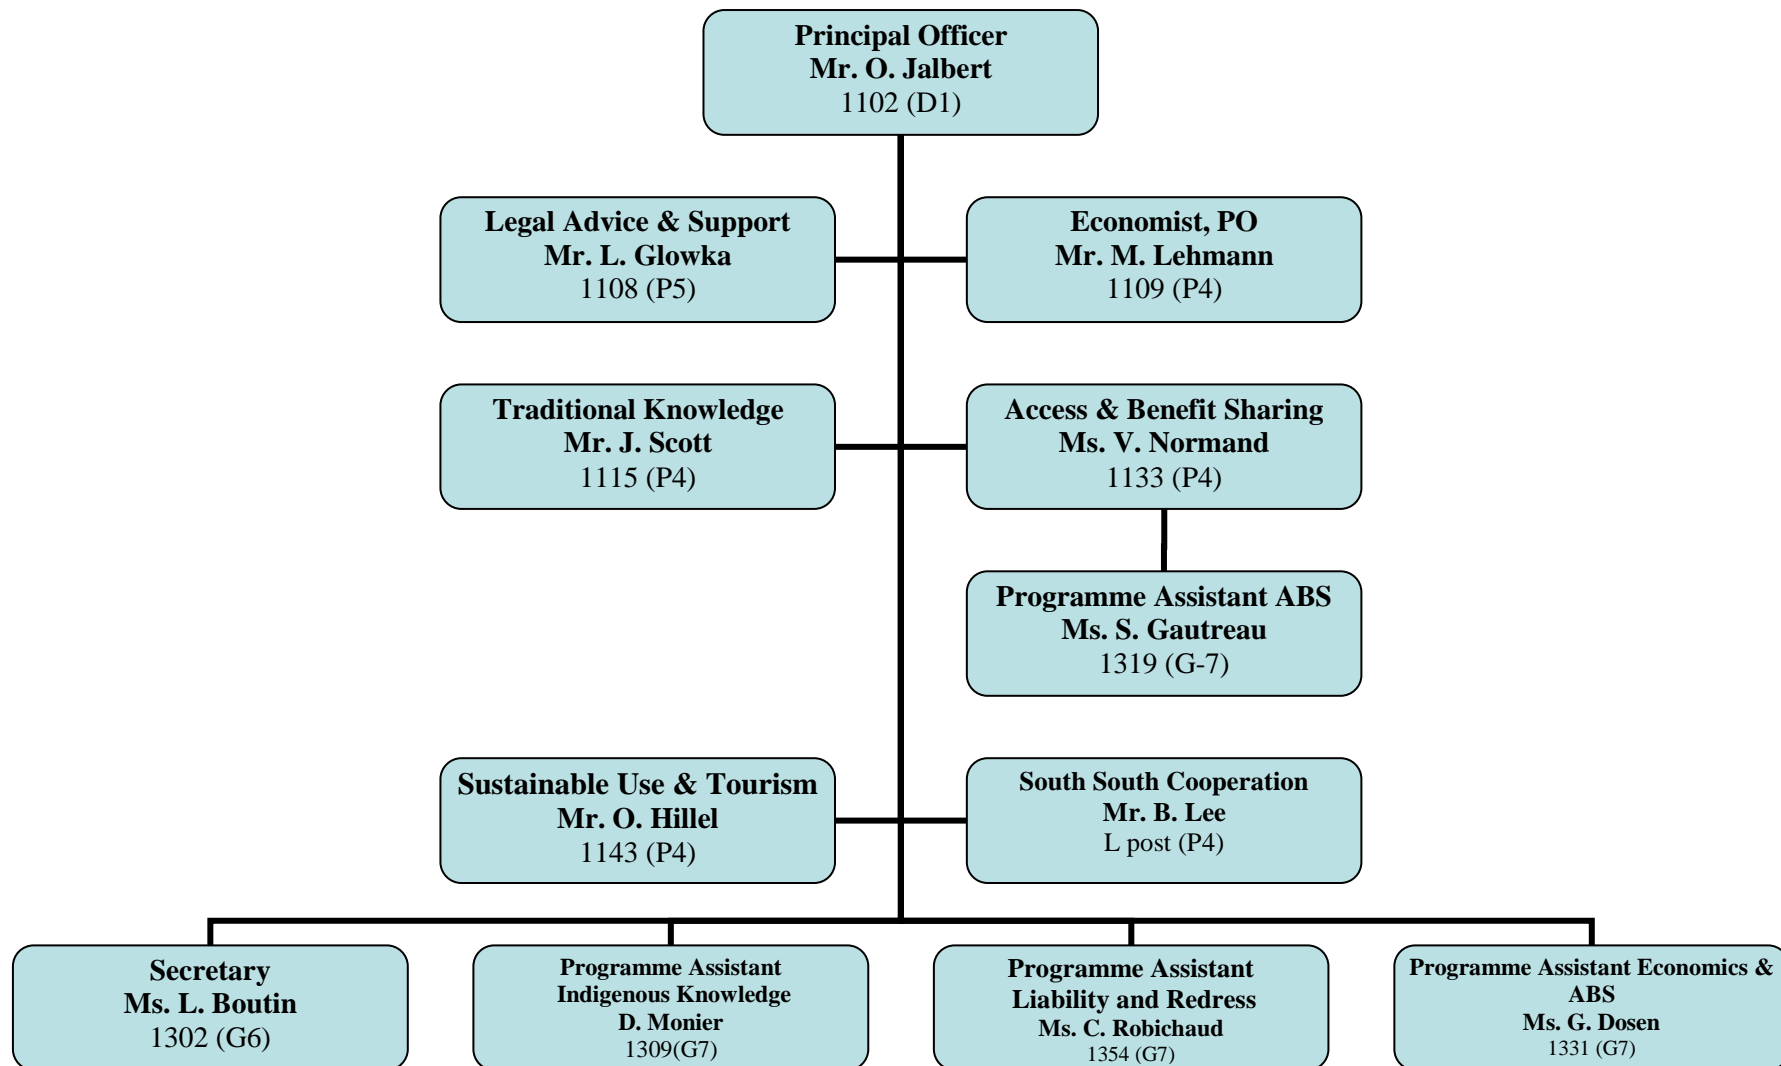 Principal Officer
Mr. O. Jalbert
1102 (D1)
Legal Advice & Support
Mr. L. Glowka
1108 (P5)
Economist, PO
Mr. M. Lehmann
1109 (P4)
Traditional Knowledge
Mr. J. Scott
1115 (P4)
Access & Benefit Sharing
Ms. V. Normand
1133 (P4)
Programme Assistant ABS
Ms. S. Gautreau
1319 (G-7)
Sustainable Use & Tourism
Mr. O. Hillel
1143 (P4)
South South Cooperation
Mr. B. Lee
L post (P4)
Secretary
Ms. L. Boutin
1302 (G6)
Programme Assistant
Indigenous Knowledge
D. Monier
1309(G7)
Programme Assistant
Liability and Redress
Ms. C. Robichaud
1354 (G7)
Programme Assistant Economics &
ABS
Ms. G. Dosen
1331 (G7)